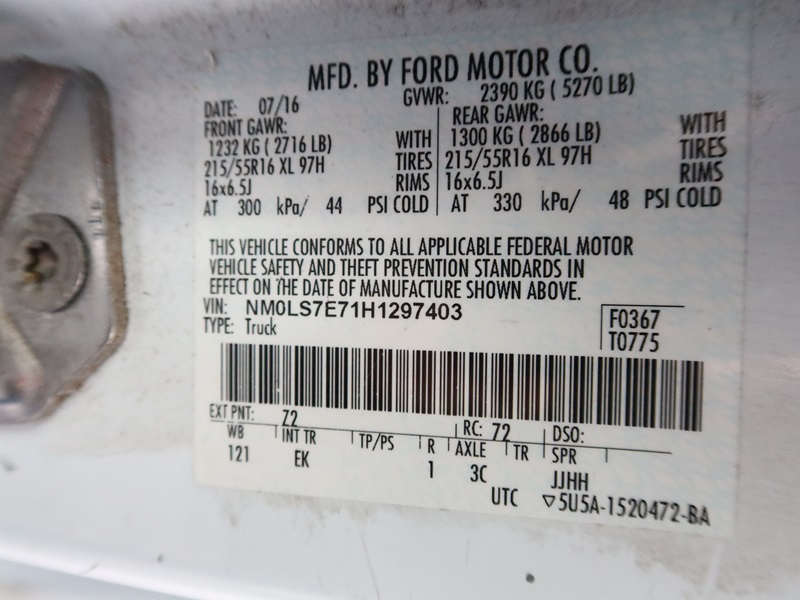 MFD. BY FORD MOTOR CO.
DATE: 07/16 GVWR: 2390 KG ( 5270 LB)
FRONT GAWR: REAR GAWR:
1232 KG ( 2716 LB) WITH 1300 KG ( 2866 LB) WITH
215/55R16 XL 97H TIRES 215/55R16 XL 97H TIRES
16x6.5J RIMS 16x6.5J RIMS
AT 300 kPa/ 44 PSI COLD AT 330 kPa/ 48 PSI COLD
THIS VEHICLE CONFORMS TO ALL APPLICABLE FEDERAL MOTOR
VEHICLE SAFETY AND THEFT PREVENTION STANDARDS IN
EFFECT ON THE DATE OF MANUFACTURE SHOWN ABOVE.
VIN: NM0LS7E71H1297403 F0367
TYPE: Truck T0775
EXT PNT: Z2 RC: 72 DSO:
WB INT TR TP/PS R AXLE TR SPR
121 EK 1 3C JJHH
UTC ▽5U5A-1520472-BA